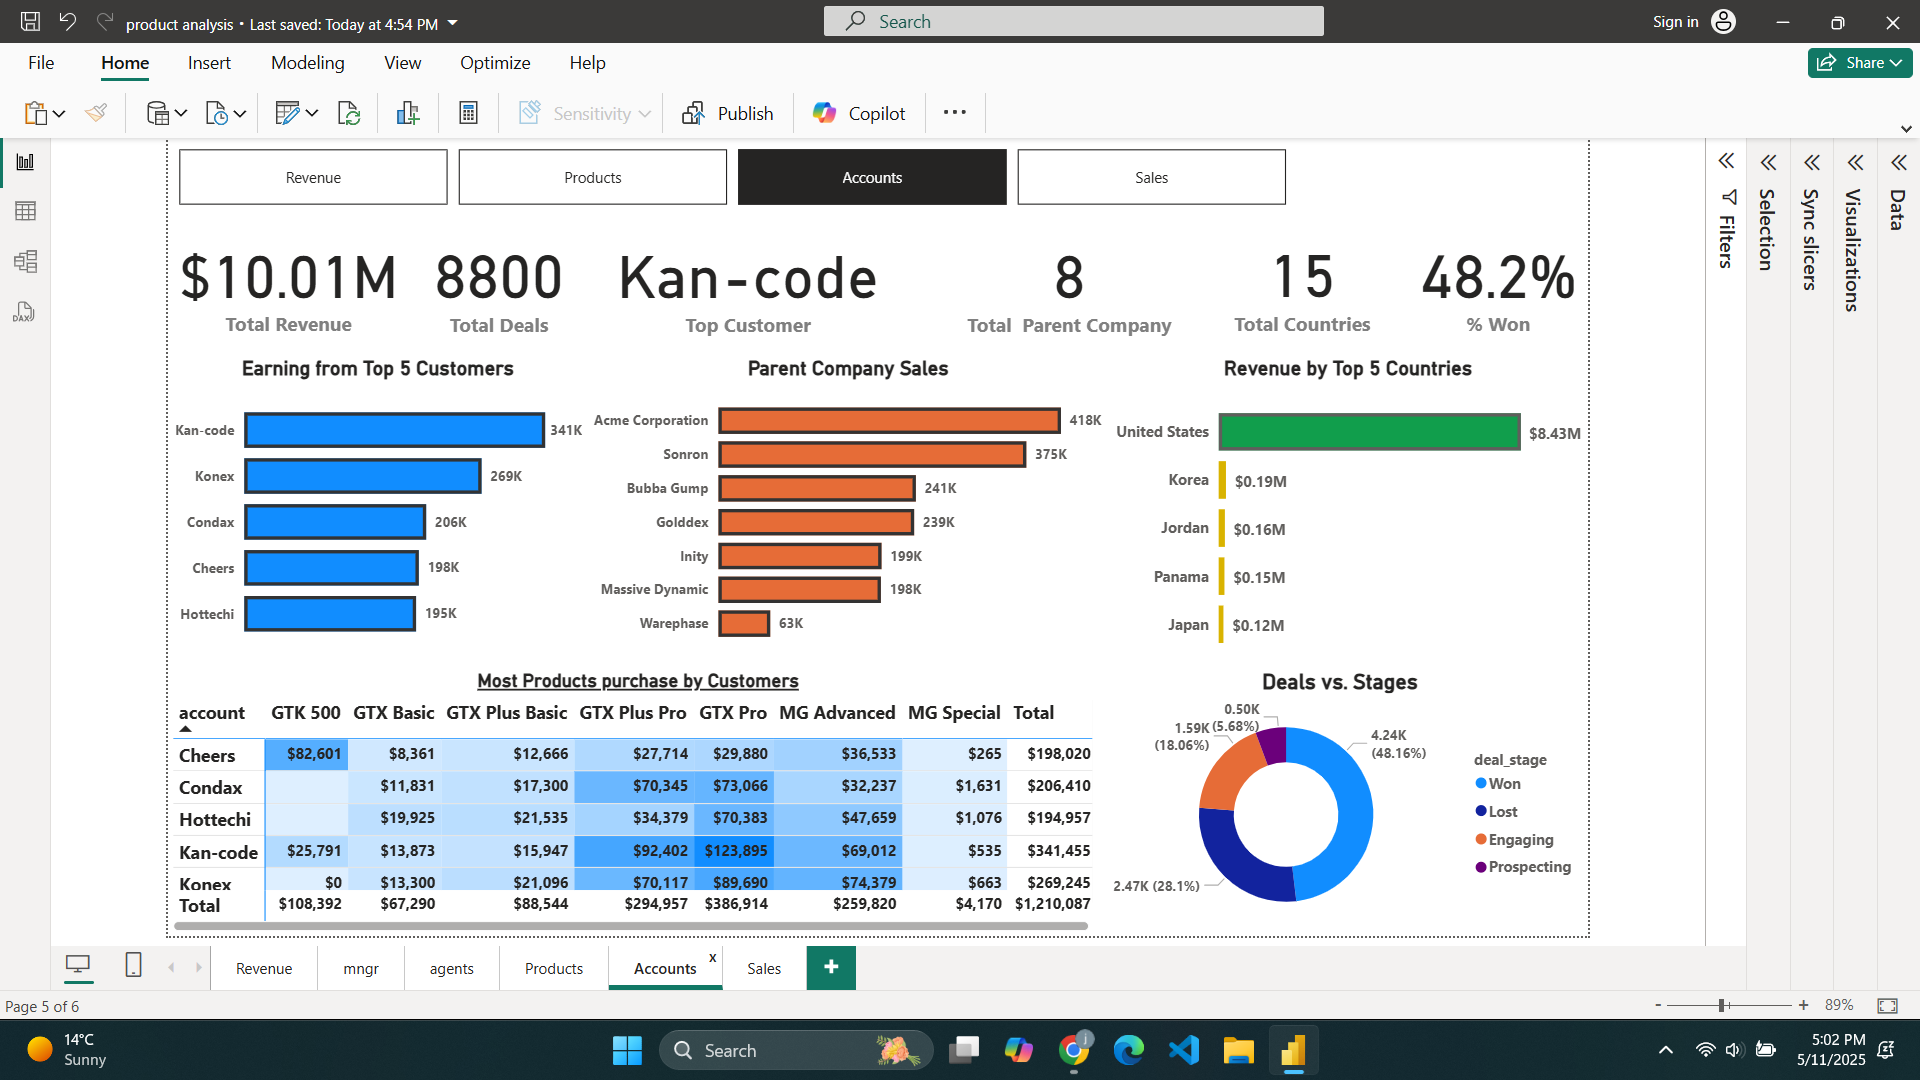 product analysis • Last saved: Today at 4:54 PM
Search
Sign in
File Home Insert Modeling View Optimize Help
Share
Sensitivity
Publish
Copilot
Revenue
Products
Accounts
Sales
$10.01M
Total Revenue
8800
Total Deals
Kan-code
Top Customer
8
Total Parent Company
15
Total Countries
48.2%
% Won
Earning from Top 5 Customers
Kan-code 341K
Konex 269K
Condax 206K
Cheers 198K
Hottechi 195K
Parent Company Sales
Acme Corporation 418K
Sonron 375K
Bubba Gump 241K
Golddex 239K
Inity 199K
Massive Dynamic 198K
Warephase 63K
Revenue by Top 5 Countries
United States $8.43M
Korea $0.19M
Jordan $0.16M
Panama $0.15M
Japan $0.12M
Most Products purchase by Customers
account GTK 500 GTX Basic GTX Plus Basic GTX Plus Pro GTX Pro MG Advanced MG Special Total
Cheers $82,601 $8,361 $12,666 $27,714 $29,880 $36,533 $265 $198,020
Condax $11,831 $17,300 $70,345 $73,066 $32,237 $1,631 $206,410
Hottechi $19,925 $21,535 $34,379 $70,383 $47,659 $1,076 $194,957
Kan-code $25,791 $13,873 $15,947 $92,402 $123,895 $69,012 $535 $341,455
Konex $0 $13,300 $21,096 $70,117 $89,690 $74,379 $663 $269,245
Total $108,392 $67,290 $88,544 $294,957 $386,914 $259,820 $4,170 $1,210,087
Deals vs. Stages
0.50K
(5.68%)
1.59K
(18.06%)
4.24K
(48.16%)
2.47K (28.1%)
deal_stage
Won
Lost
Engaging
Prospecting
Filters
Selection
Sync slicers
Visualizations
Data
DAX
Revenue mngr agents Products Accounts x Sales +
Page 5 of 6
- + 89%
14°C
Sunny
Search
j
5:02 PM
5/11/2025